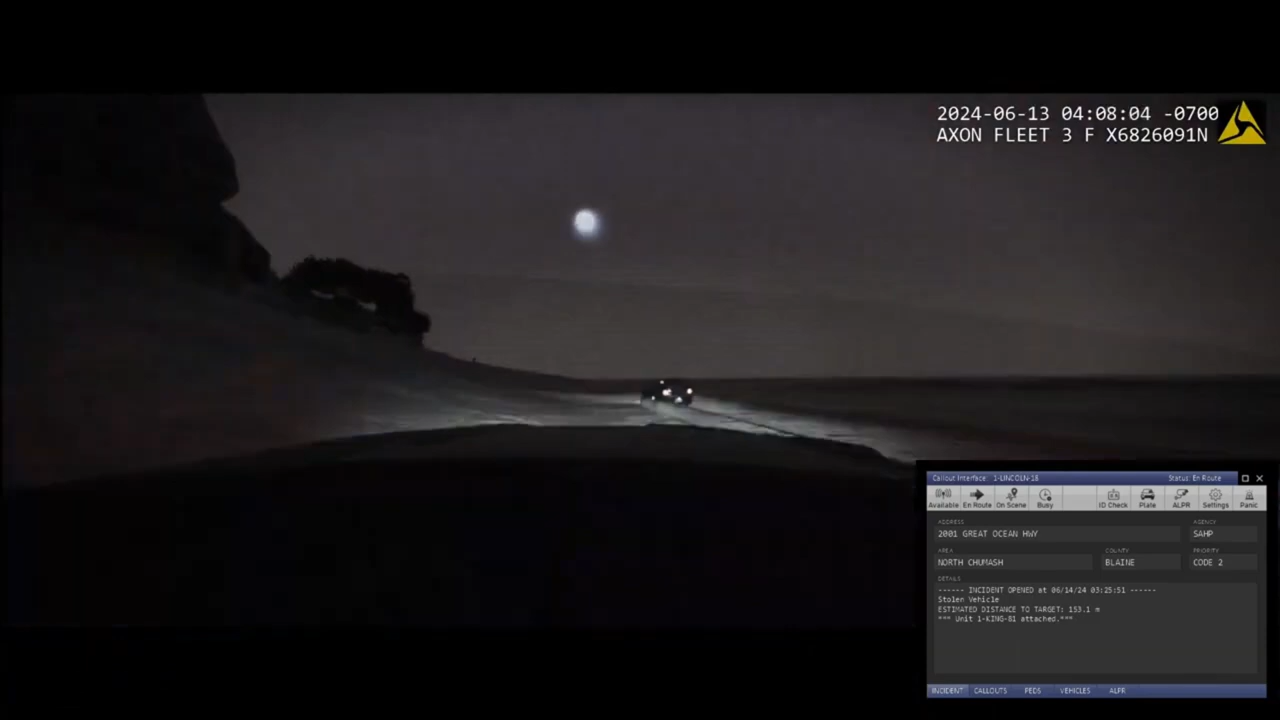 2024-06-13 04:08:04 -0700
AXON FLEET 3 F X6826091N
Callout Interface: 1-LINCOLN-18 Status: En Route
Available En Route On Scene Busy ID Check Plate ALPR Settings Panic
ADDRESS AGENCY
2001 GREAT OCEAN HWY SAHP
AREA COUNTY PRIORITY
NORTH CHUMASH BLAINE CODE 2
DETAILS
------ INCIDENT OPENED at 06/14/24 03:25:51 ------
Stolen Vehicle
ESTIMATED DISTANCE TO TARGET: 153.1 m
*** Unit 1-KING-81 attached.***
INCIDENT CALLOUTS PEDS VEHICLES ALPR